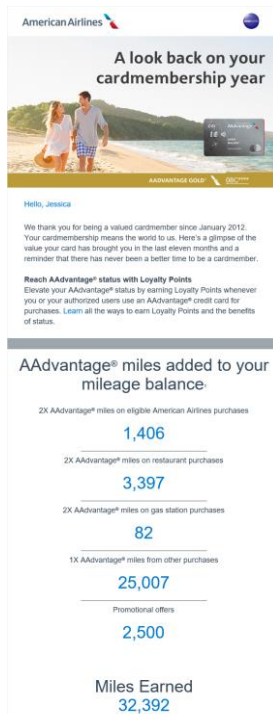 American Airlines
A look back on your
cardmembership year
AADVANTAGE GOLD®
Hello, Jessica
We thank you for being a valued cardmember since January 2012.
Your cardmembership means the world to us. Here's a glimpse of the
value your card has brought you in the last eleven months and a
reminder that there has never been a better time to be a cardmember.
Reach AAdvantage® status with Loyalty Points
Elevate your AAdvantage® status by earning Loyalty Points whenever
you or your authorized users use an AAdvantage® credit card for
purchases. Learn all the ways to earn Loyalty Points and the benefits
of status.
AAdvantage® miles added to your
mileage balance
2X AAdvantage® miles on eligible American Airlines purchases
1,406
2X AAdvantage® miles on restaurant purchases
3,397
2X AAdvantage® miles on gas station purchases
82
1X AAdvantage® miles from other purchases
25,007
Promotional offers
2,500
Miles Earned
32,392